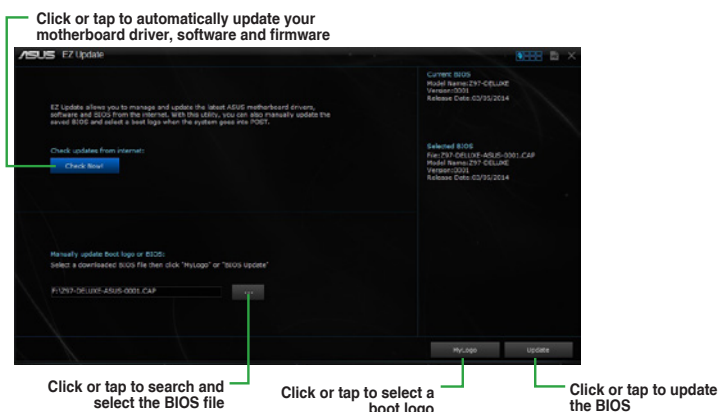 Click or tap to automatically update your
motherboard driver, software and firmware
ASUS EZ Update
EZ Update allows you to manage and update the latest ASUS motherboard drivers,
software and BIOS from the internet. With this utility, you can also manually update the
saved BIOS and select a boot logo when the system goes into POST.
Check updates from internet:
Check Now!
Current BIOS
Model Name:Z97-DELUXE
Version:0001
Release Date:03/35/2014
Selected BIOS
File:Z97-DELUXE-ASUS-0001.CAP
Model Name:Z97-DELUXE
Version:0001
Release Date:03/35/2014
Manually update Boot logo or BIOS:
Select a downloaded BIOS file then click "MyLogo" or "BIOS Update"
F:\Z97-DELUXE-ASUS-0001.CAP
...
MyLogo
Update
Click or tap to search and
select the BIOS file
Click or tap to select a
boot logo
Click or tap to update
the BIOS